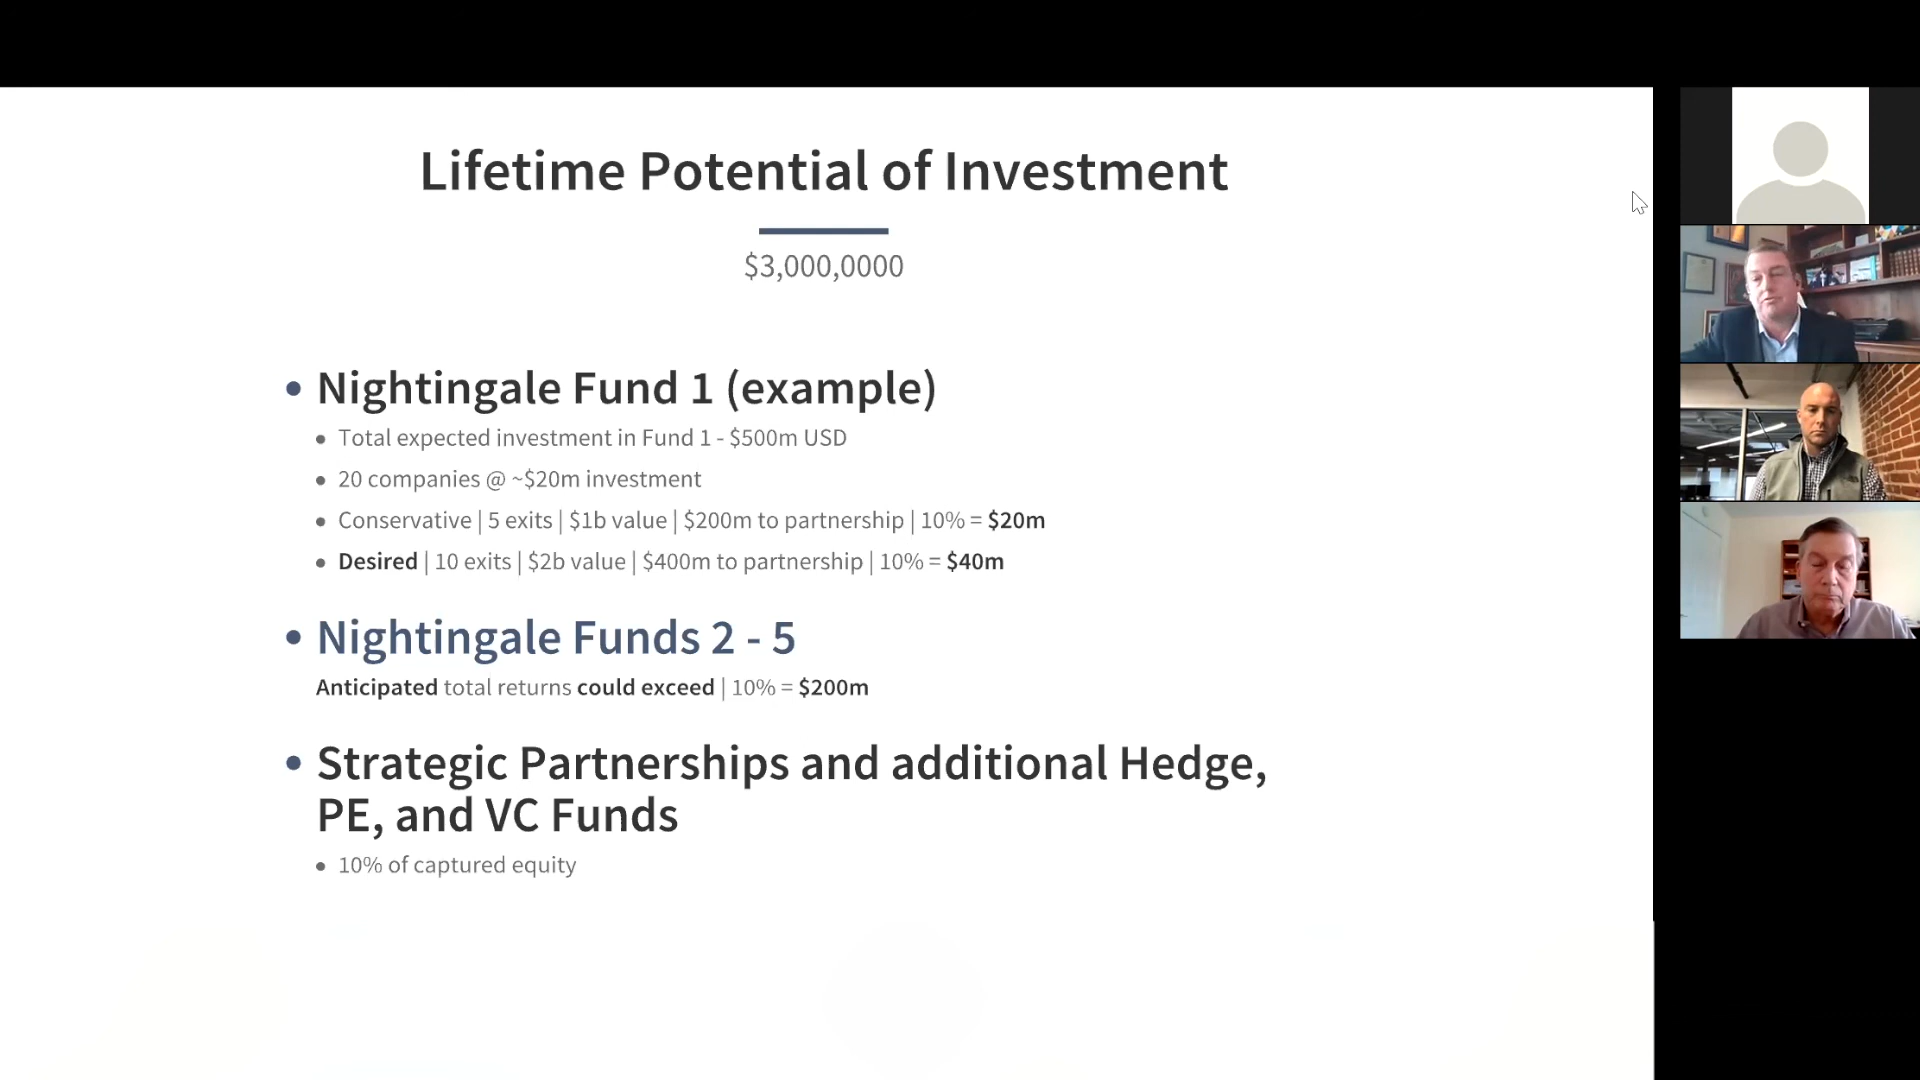 Lifetime Potential of Investment
$3,000,0000
• Nightingale Fund 1 (example)
• Total expected investment in Fund 1 - $500m USD
• 20 companies @ ~$20m investment
• Conservative | 5 exits | $1b value | $200m to partnership | 10% = $20m
• Desired | 10 exits | $2b value | $400m to partnership | 10% = $40m
• Nightingale Funds 2 - 5
Anticipated total returns could exceed | 10% = $200m
• Strategic Partnerships and additional Hedge,
PE, and VC Funds
• 10% of captured equity